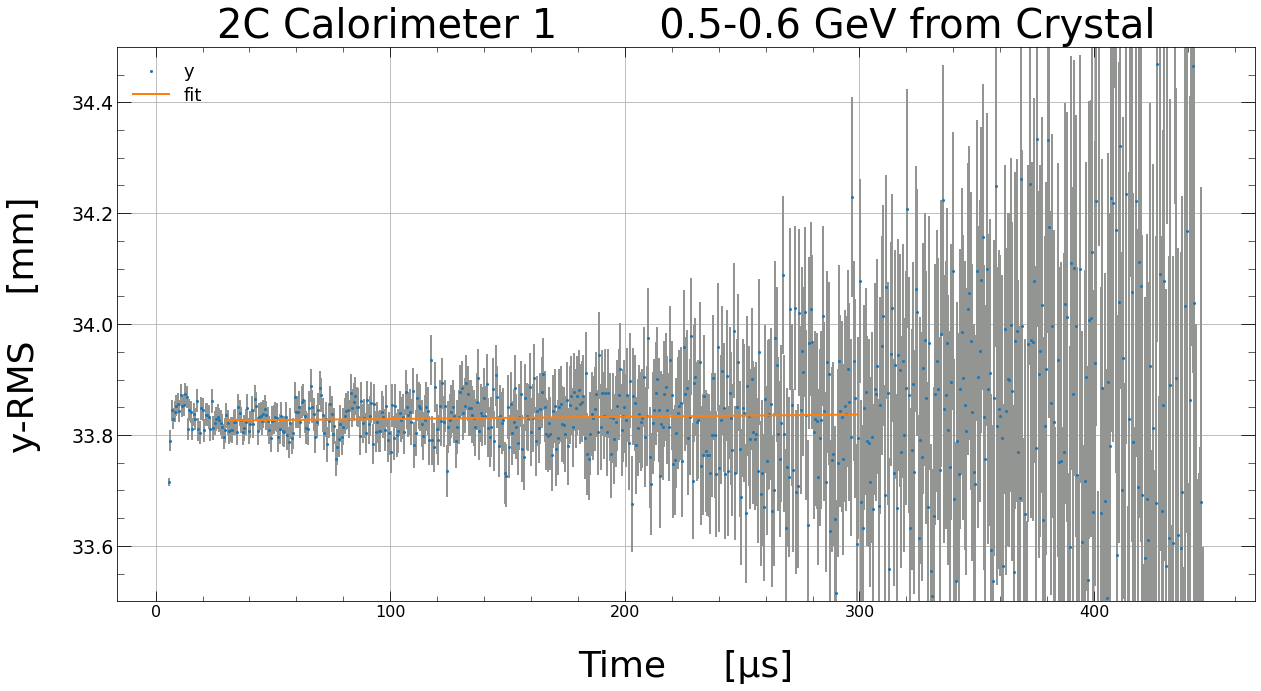 2C Calorimeter 1 0.5-0.6 GeV from Crystal
y
fit
y-RMS [mm]
34.4
34.2
34.0
33.8
33.6
0 100 200 300 400
Time [μs]